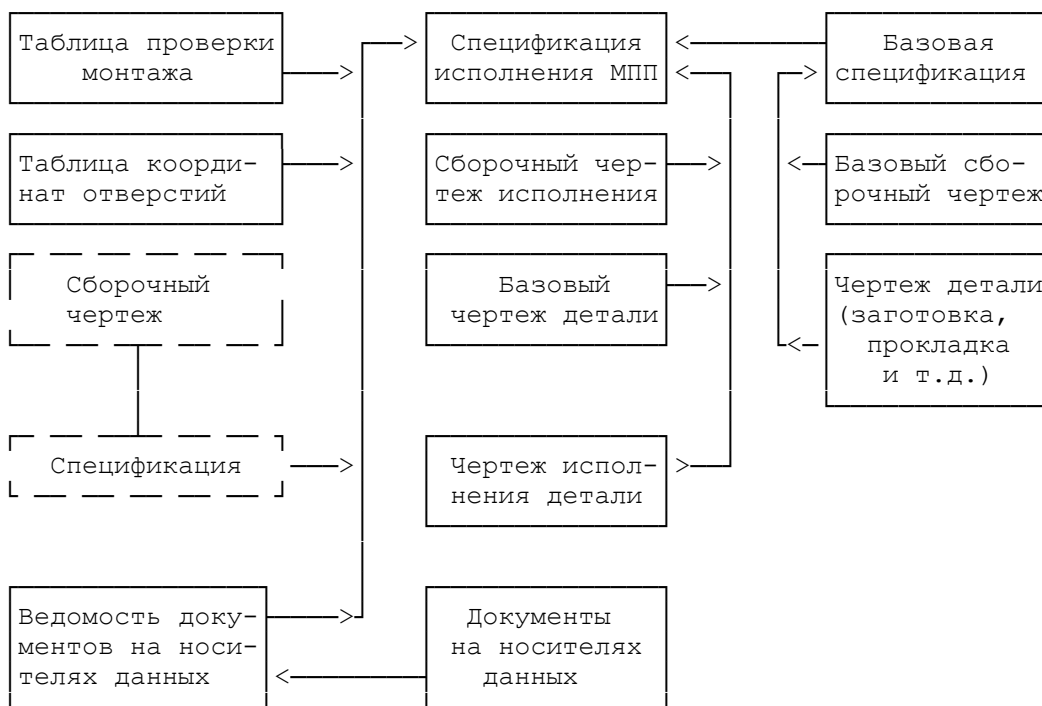 Таблица проверки
монтажа
Спецификация
исполнения МПП
Базовая
спецификация
Таблица коорди-
нат отверстий
Сборочный чер-
теж исполнения
Базовый сбо-
рочный чертеж
Сборочный
чертеж
Базовый
чертеж детали
Чертеж детали
(заготовка,
прокладка
и т.д.)
Спецификация
Чертеж испол-
нения детали
Ведомость доку-
ментов на носи-
телях данных
Документы
на носителях
данных